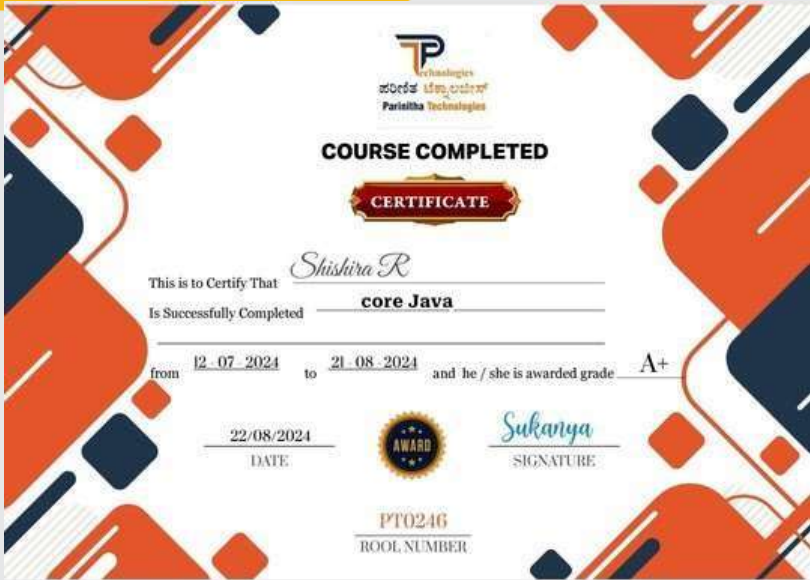 TP
echnologies
ಪರಿಣಿತ ಟೆಕ್ನಾಲಜೀಸ್
Parinitha Technologies
COURSE COMPLETED
CERTIFICATE
This is to Certify That Shishira R
Is Successfully Completed core Java
from 12-07-2024 to 21-08-2024 and he / she is awarded grade A+
22/08/2024
DATE
AWARD
Sukanya
SIGNATURE
PT0246
ROOL NUMBER